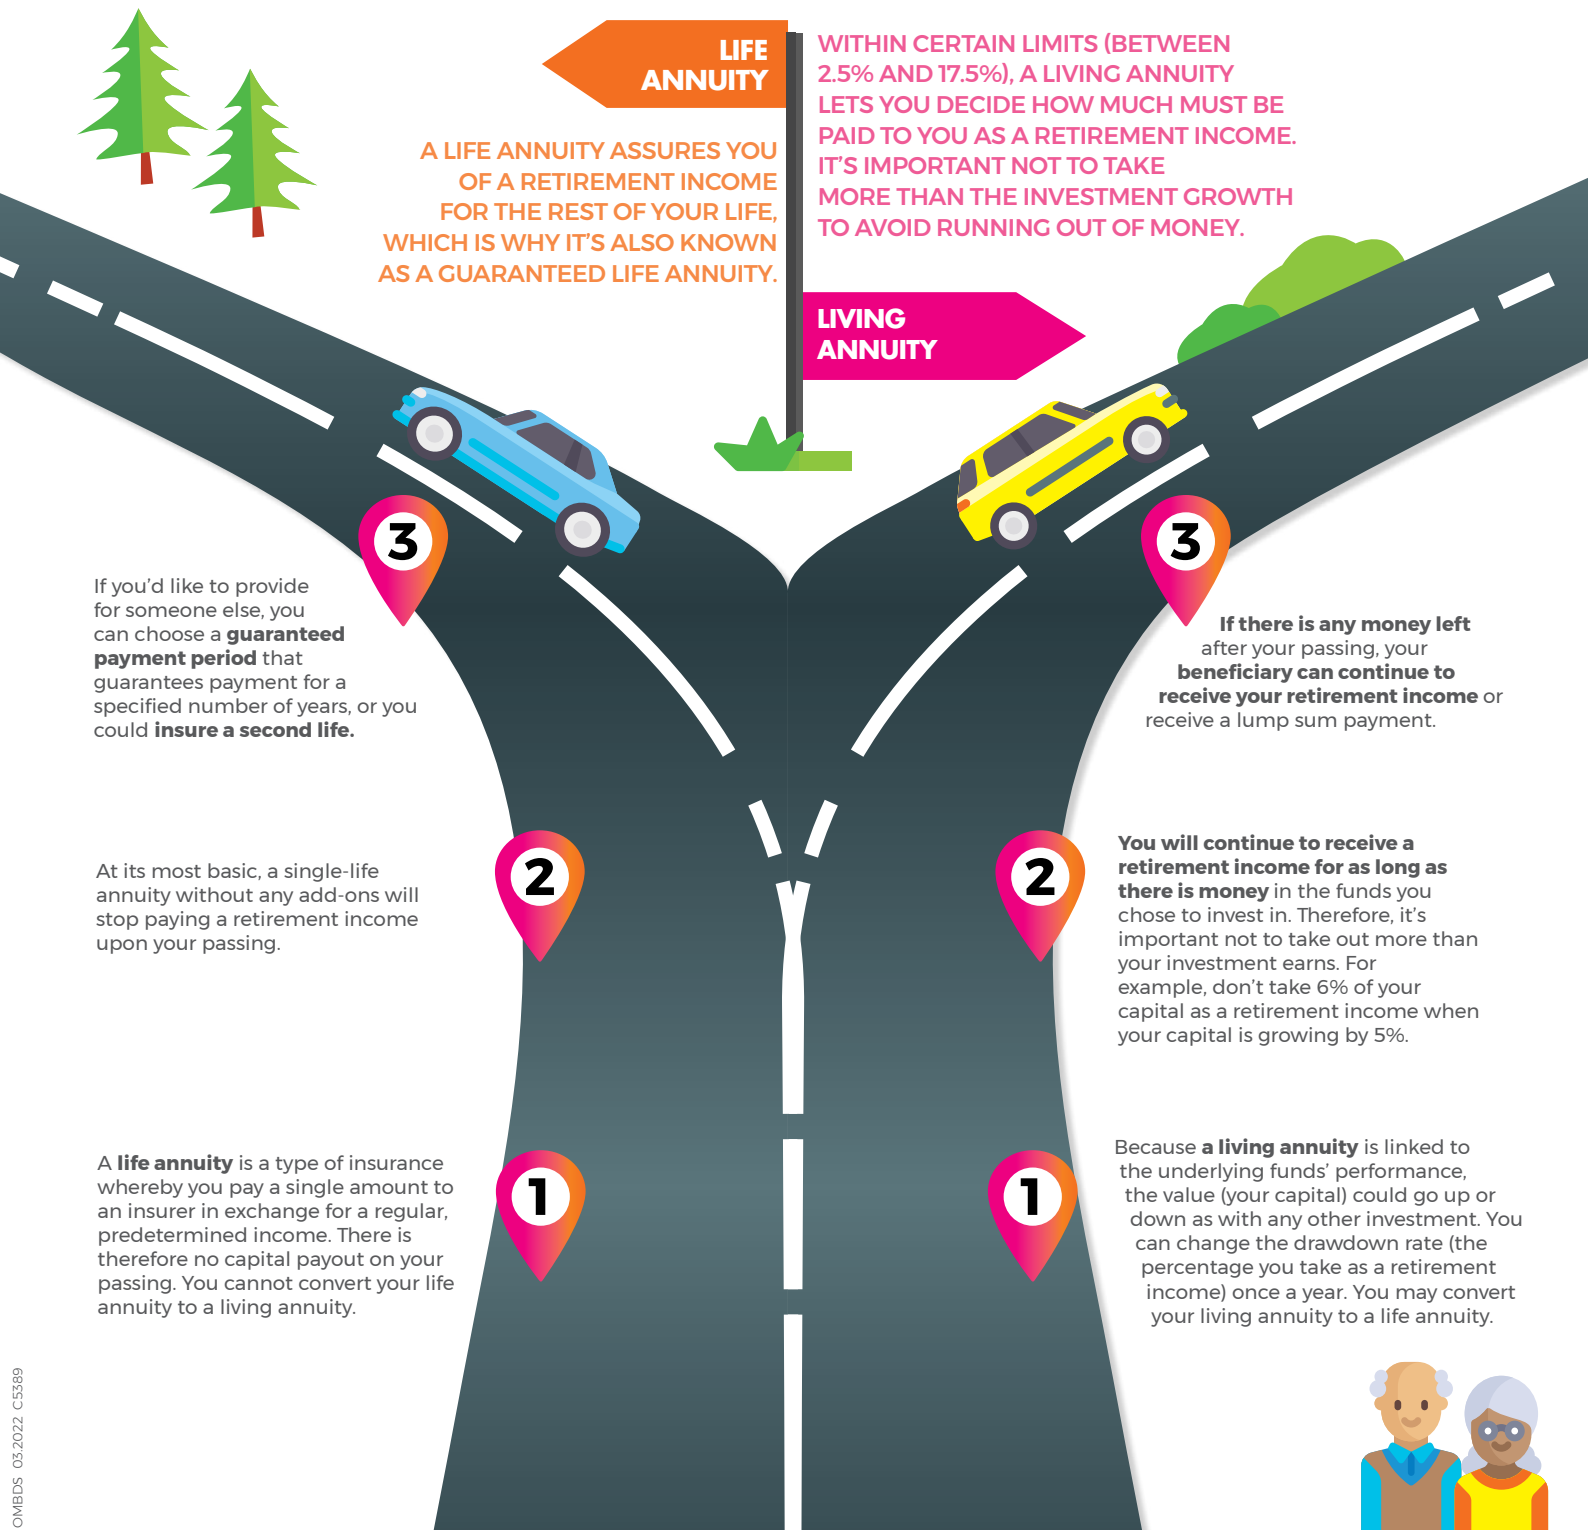 LIFE
ANNUITY
A LIFE ANNUITY ASSURES YOU
OF A RETIREMENT INCOME
FOR THE REST OF YOUR LIFE,
WHICH IS WHY IT’S ALSO KNOWN
AS A GUARANTEED LIFE ANNUITY.
WITHIN CERTAIN LIMITS (BETWEEN
2.5% AND 17.5%), A LIVING ANNUITY
LETS YOU DECIDE HOW MUCH MUST BE
PAID TO YOU AS A RETIREMENT INCOME.
IT’S IMPORTANT NOT TO TAKE
MORE THAN THE INVESTMENT GROWTH
TO AVOID RUNNING OUT OF MONEY.
LIVING
ANNUITY
3
If you’d like to provide
for someone else, you
can choose a guaranteed
payment period that
guarantees payment for a
specified number of years, or you
could insure a second life.
3
If there is any money left
after your passing, your
beneficiary can continue to
receive your retirement income or
receive a lump sum payment.
2
At its most basic, a single-life
annuity without any add-ons will
stop paying a retirement income
upon your passing.
2
You will continue to receive a
retirement income for as long as
there is money in the funds you
chose to invest in. Therefore, it’s
important not to take out more than
your investment earns. For
example, don’t take 6% of your
capital as a retirement income when
your capital is growing by 5%.
1
A life annuity is a type of insurance
whereby you pay a single amount to
an insurer in exchange for a regular,
predetermined income. There is
therefore no capital payout on your
passing. You cannot convert your life
annuity to a living annuity.
1
Because a living annuity is linked to
the underlying funds’ performance,
the value (your capital) could go up or
down as with any other investment. You
can change the drawdown rate (the
percentage you take as a retirement
income) once a year. You may convert
your living annuity to a life annuity.
OMBDS 03.2022 C5389